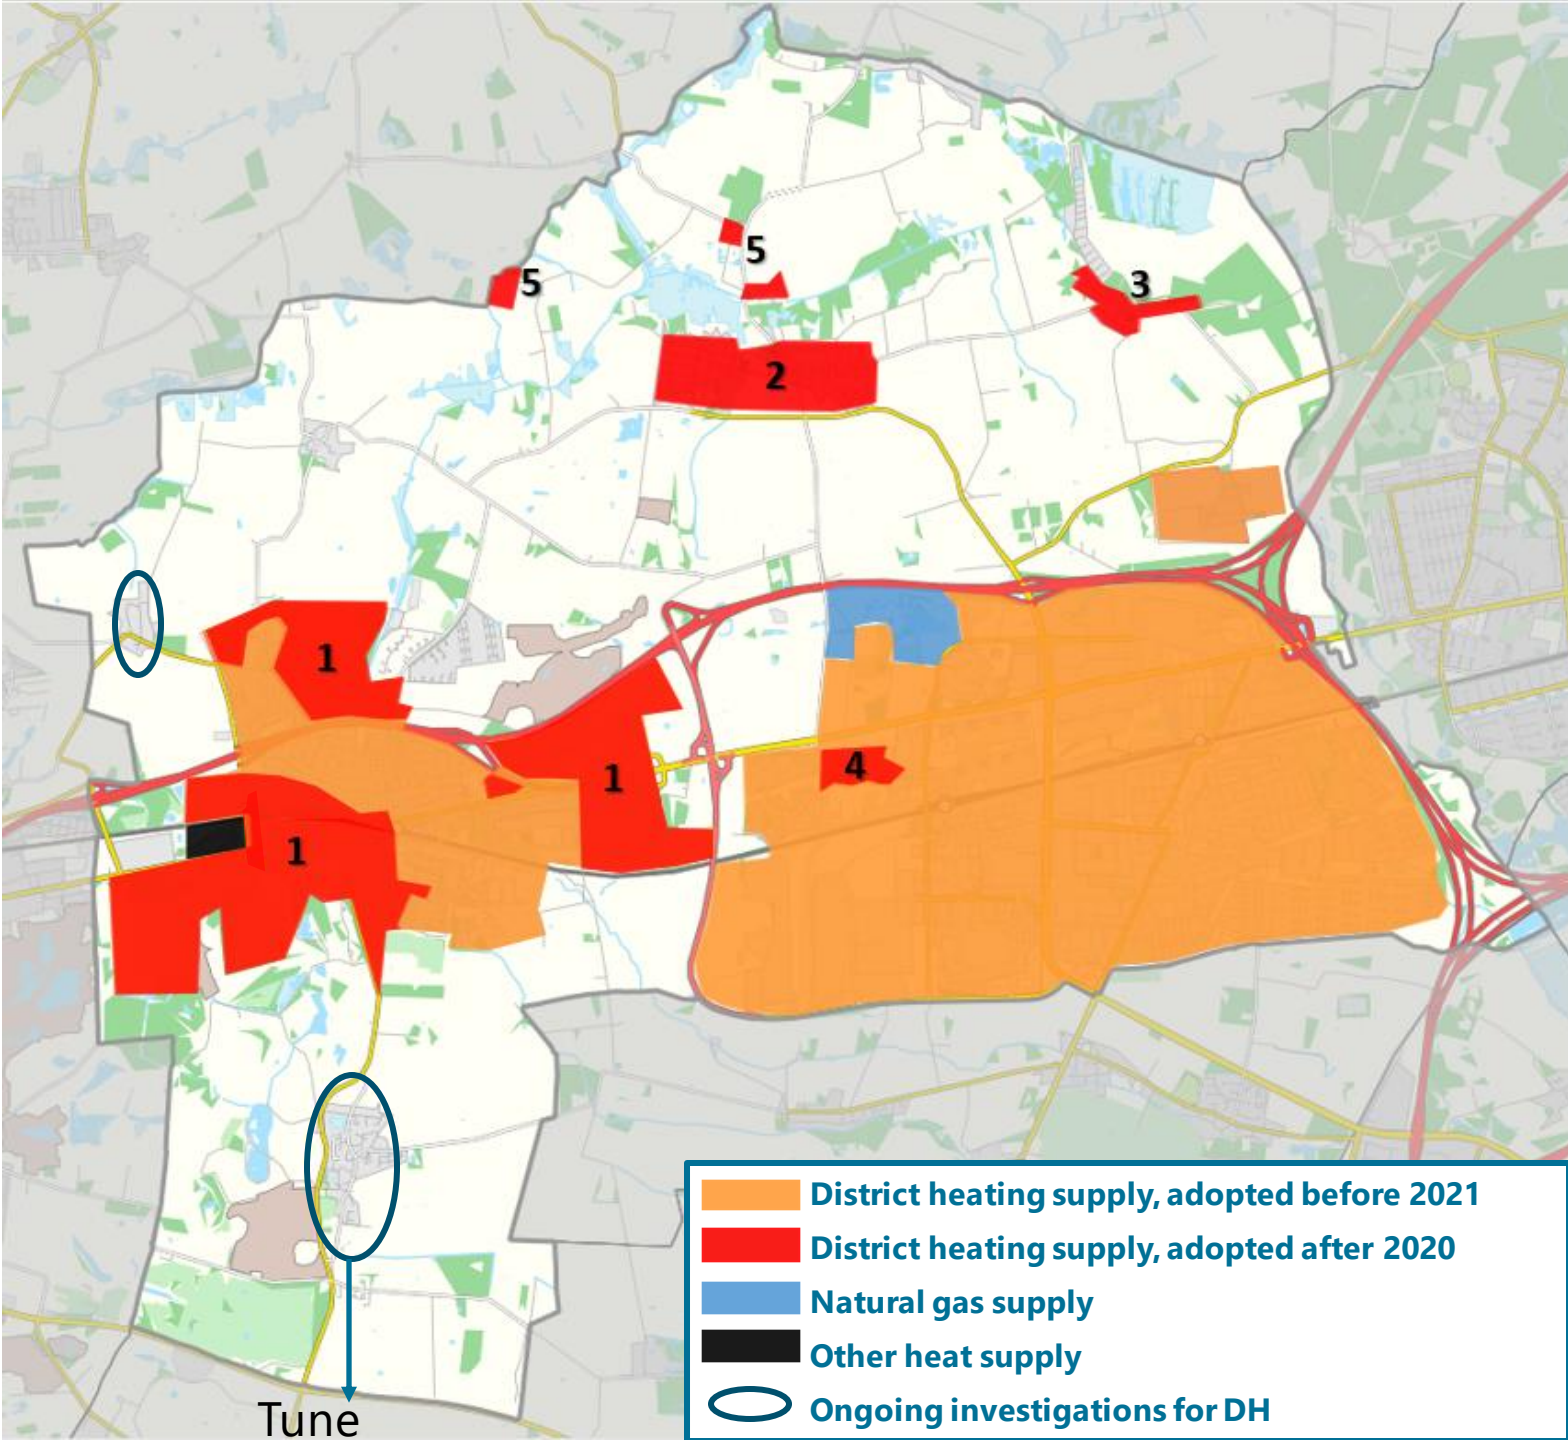 5
5
3
2
1
1
4
1
District heating supply, adopted before 2021
District heating supply, adopted after 2020
Natural gas supply
Other heat supply
Ongoing investigations for DH
Tune